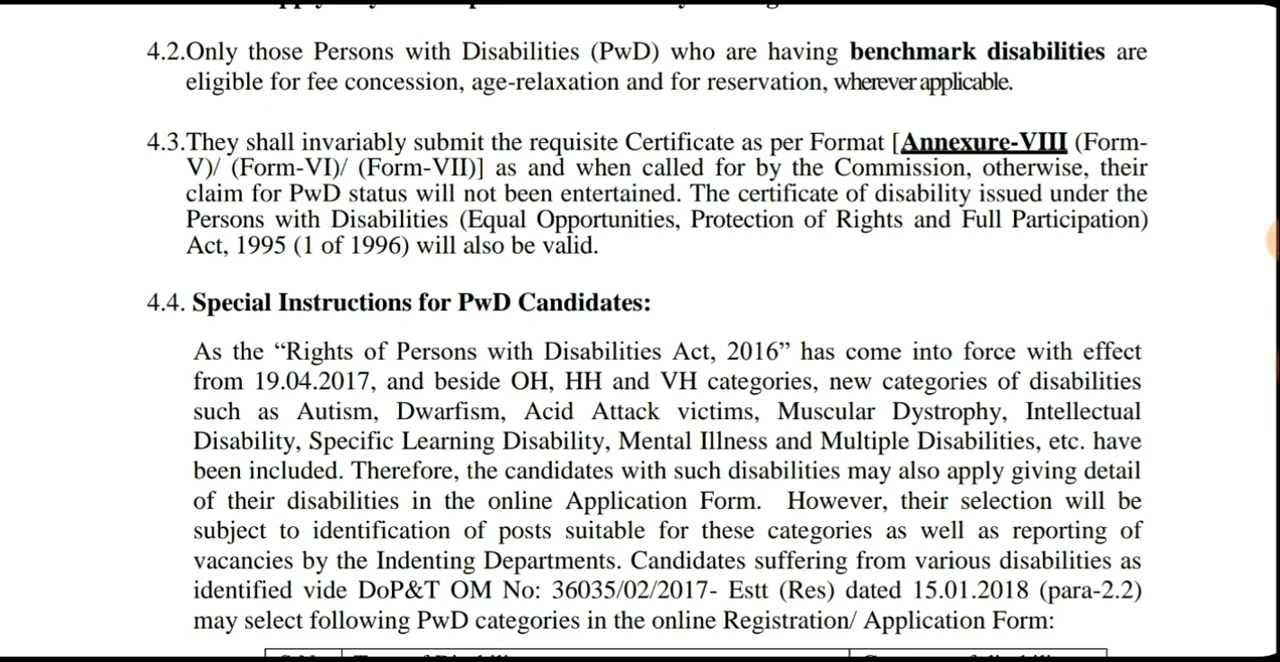 4.2.Only those Persons with Disabilities (PwD) who are having benchmark disabilities are
eligible for fee concession, age-relaxation and for reservation, wherever applicable.
4.3.They shall invariably submit the requisite Certificate as per Format [Annexure-VIII (Form-
V)/ (Form-VI)/ (Form-VII)] as and when called for by the Commission, otherwise, their
claim for PwD status will not been entertained. The certificate of disability issued under the
Persons with Disabilities (Equal Opportunities, Protection of Rights and Full Participation)
Act, 1995 (1 of 1996) will also be valid.
4.4. Special Instructions for PwD Candidates:
As the “Rights of Persons with Disabilities Act, 2016” has come into force with effect
from 19.04.2017, and beside OH, HH and VH categories, new categories of disabilities
such as Autism, Dwarfism, Acid Attack victims, Muscular Dystrophy, Intellectual
Disability, Specific Learning Disability, Mental Illness and Multiple Disabilities, etc. have
been included. Therefore, the candidates with such disabilities may also apply giving detail
of their disabilities in the online Application Form. However, their selection will be
subject to identification of posts suitable for these categories as well as reporting of
vacancies by the Indenting Departments. Candidates suffering from various disabilities as
identified vide DoP&T OM No: 36035/02/2017- Estt (Res) dated 15.01.2018 (para-2.2)
may select following PwD categories in the online Registration/ Application Form: